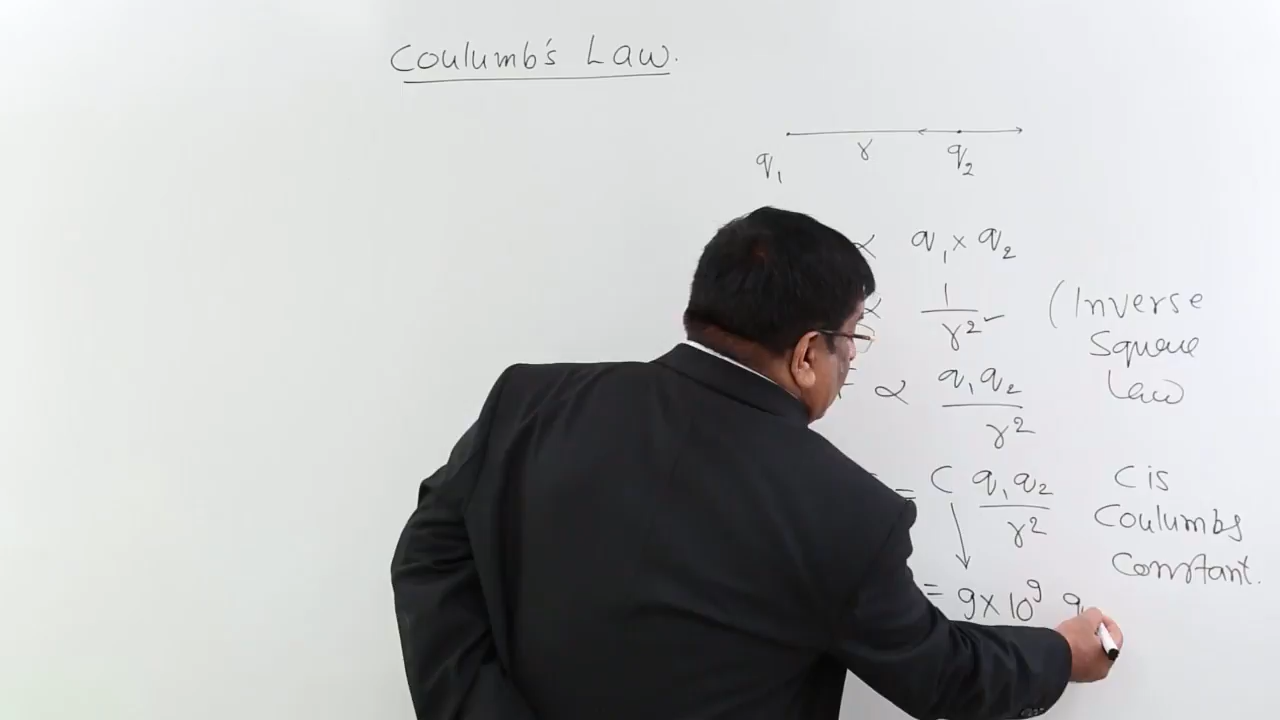 Coulumb's Law.
r
q₁ q₂
∝ q₁ × q₂
∝ 1/r² (Inverse
Square
Law
∝ q₁q₂/r²
= C q₁q₂/r² C is
Coulumbs
Constant.
= 9×10⁹ q